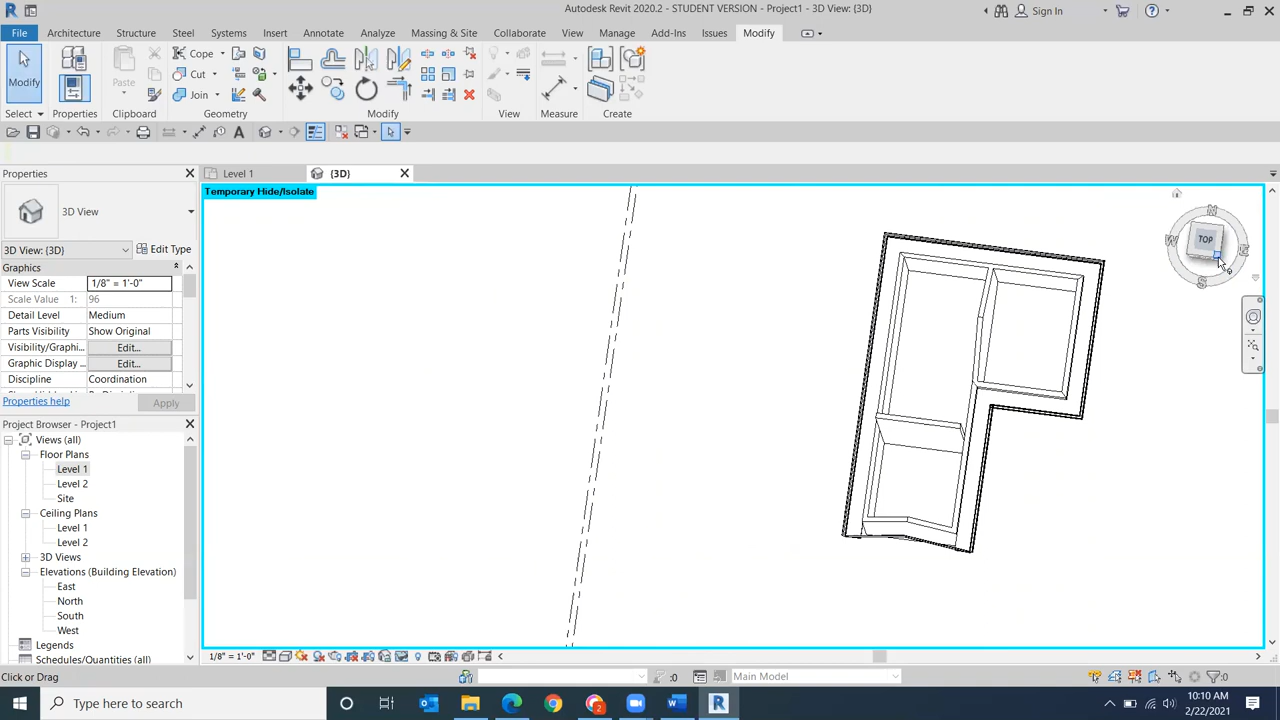 Autodesk Revit 2020.2 - STUDENT VERSION - Project1 - 3D View: {3D}
Sign In
File Architecture Structure Steel Systems Insert Annotate Analyze Massing & Site Collaborate View Manage Add-Ins Issues Modify
Modify Paste Cope Cut Join
Select Properties Clipboard Geometry Modify View Measure Create
Properties
Level 1
{3D}
3D View
3D View: {3D}
Edit Type
Graphics
View Scale 1/8" = 1'-0"
Scale Value 1: 96
Detail Level Medium
Parts Visibility Show Original
Visibility/Graphi... Edit...
Graphic Display ... Edit...
Discipline Coordination
Properties help
Apply
Project Browser - Project1
Views (all)
Floor Plans
Level 1
Level 2
Site
Ceiling Plans
Level 1
Level 2
3D Views
Elevations (Building Elevation)
East
North
South
West
Legends
Schedules/Quantities (all)
Temporary Hide/Isolate
N
W TOP E
S
1/8" = 1'-0"
Click or Drag
:0
Main Model
:0
Type here to search
10:10 AM
2/22/2021